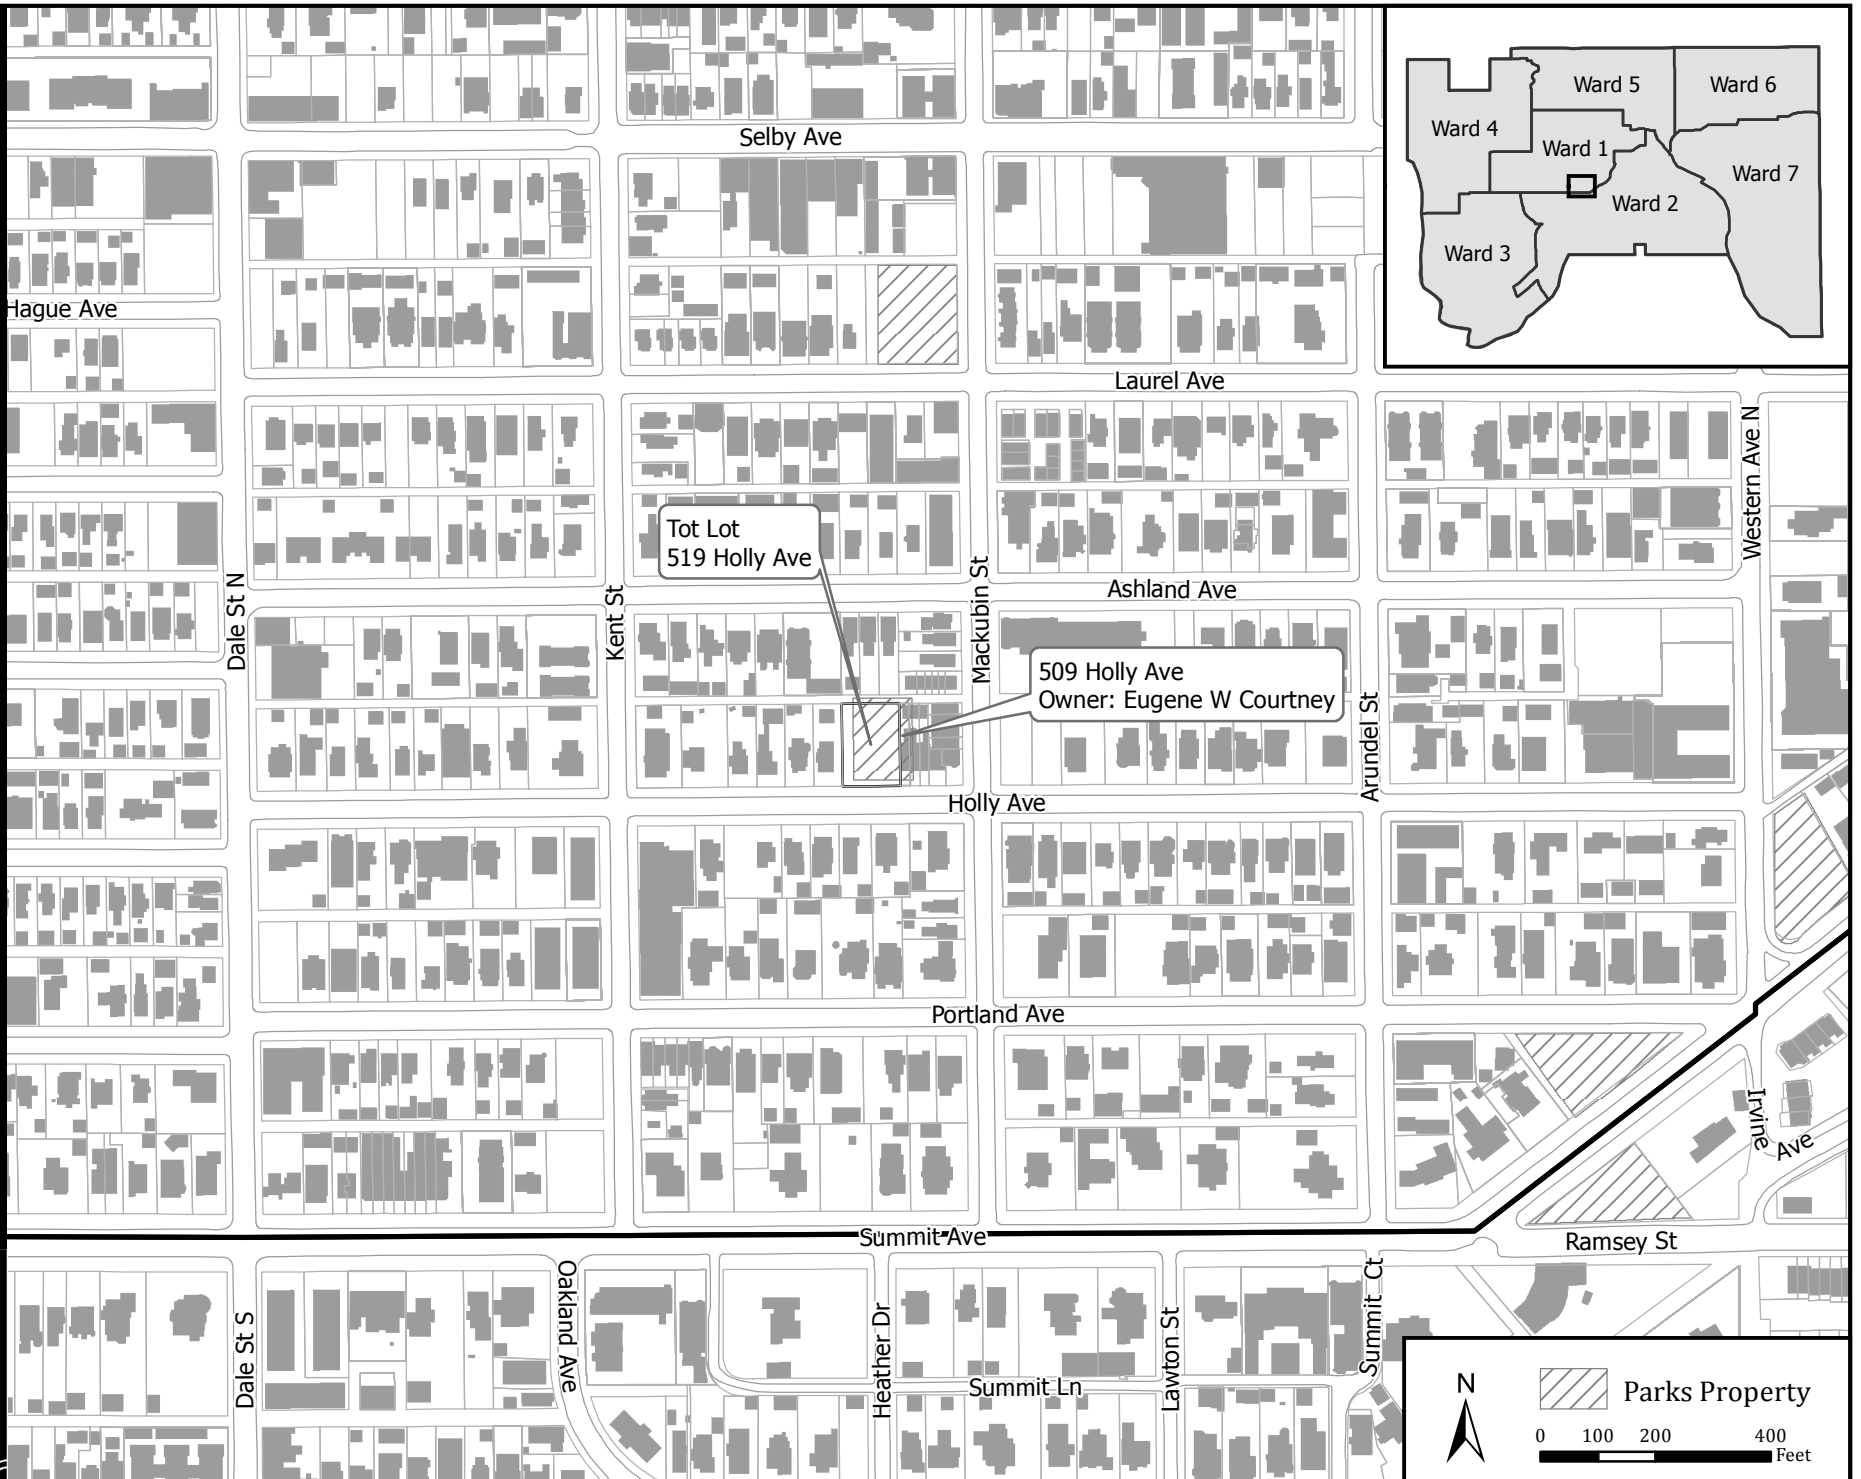 Selby Ave
Ward 5
Ward 6
Ward 4
Ward 1
Ward 7
Ward 2
Ward 3
Hague Ave
Laurel Ave
Western Ave N
Tot Lot
519 Holly Ave
Dale St N
Kent St
Mackubin St
Ashland Ave
509 Holly Ave
Owner: Eugene W Courtney
Arundel St
Holly Ave
Portland Ave
Irvine Ave
Summit Ave
Ramsey St
Dale St S
Oakland Ave
Heather Dr
Lawton St
Summit Ct
Summit Ln
N
Parks Property
0 100 200 400
Feet